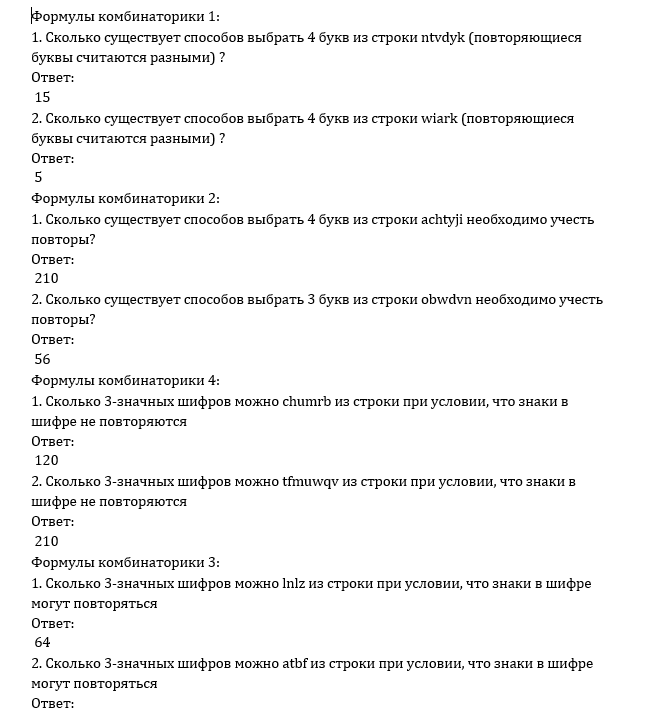 Формулы комбинаторики 1:
1. Сколько существует способов выбрать 4 букв из строки ntvdyk (повторяющиеся
буквы считаются разными) ?
Ответ:
15
2. Сколько существует способов выбрать 4 букв из строки wiark (повторяющиеся
буквы считаются разными) ?
Ответ:
5
Формулы комбинаторики 2:
1. Сколько существует способов выбрать 4 букв из строки achtyji необходимо учесть
повторы?
Ответ:
210
2. Сколько существует способов выбрать 3 букв из строки obwdvn необходимо учесть
повторы?
Ответ:
56
Формулы комбинаторики 4:
1. Сколько 3-значных шифров можно chumrb из строки при условии, что знаки в
шифре не повторяются
Ответ:
120
2. Сколько 3-значных шифров можно tfmuwqv из строки при условии, что знаки в
шифре не повторяются
Ответ:
210
Формулы комбинаторики 3:
1. Сколько 3-значных шифров можно lnlz из строки при условии, что знаки в шифре
могут повторяться
Ответ:
64
2. Сколько 3-значных шифров можно atbf из строки при условии, что знаки в шифре
могут повторяться
Ответ: